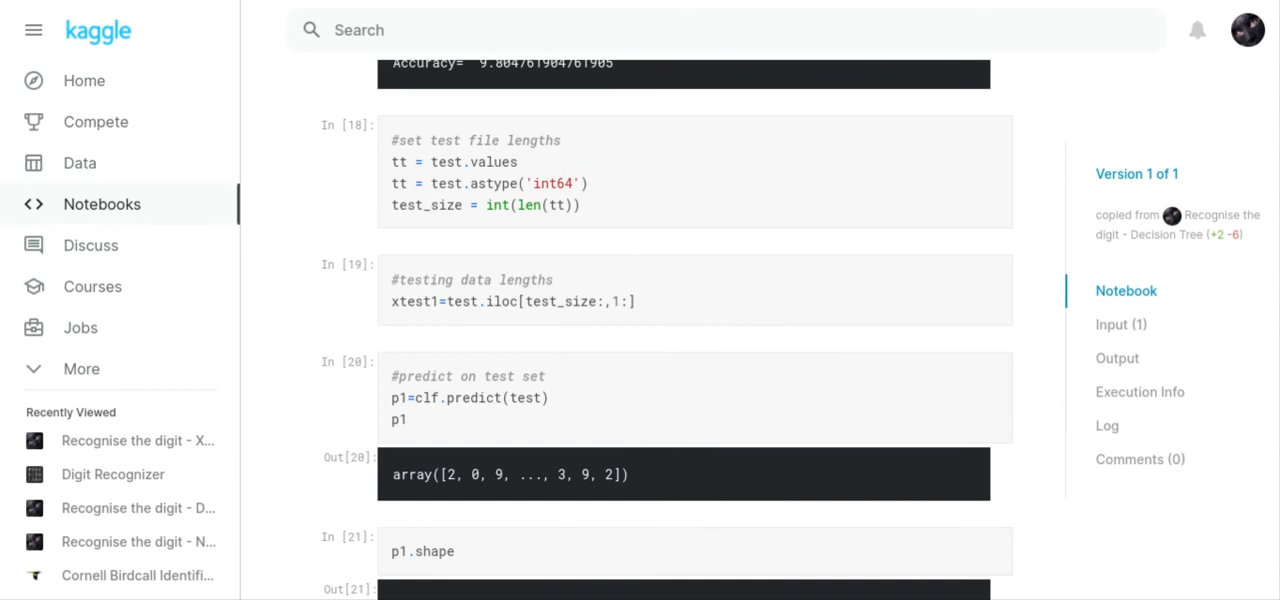 kaggle
Search
Home
Compete
Data
Notebooks
Discuss
Courses
Jobs
More
Recently Viewed
Recognise the digit - X...
Digit Recognizer
Recognise the digit - D...
Recognise the digit - N...
Cornell Birdcall Identifi...
Accuracy= 9.804761904761905
In [18]:
#set test file lengths
tt = test.values
tt = test.astype('int64')
test_size = int(len(tt))
In [19]:
#testing data lengths
xtest1=test.iloc[test_size:,1:]
In [20]:
#predict on test set
p1=clf.predict(test)
p1
Out[20]:
array([2, 0, 9, ..., 3, 9, 2])
In [21]:
p1.shape
Out[21]:
Version 1 of 1
copied from Recognise the
digit - Decision Tree (+2 -6)
Notebook
Input (1)
Output
Execution Info
Log
Comments (0)